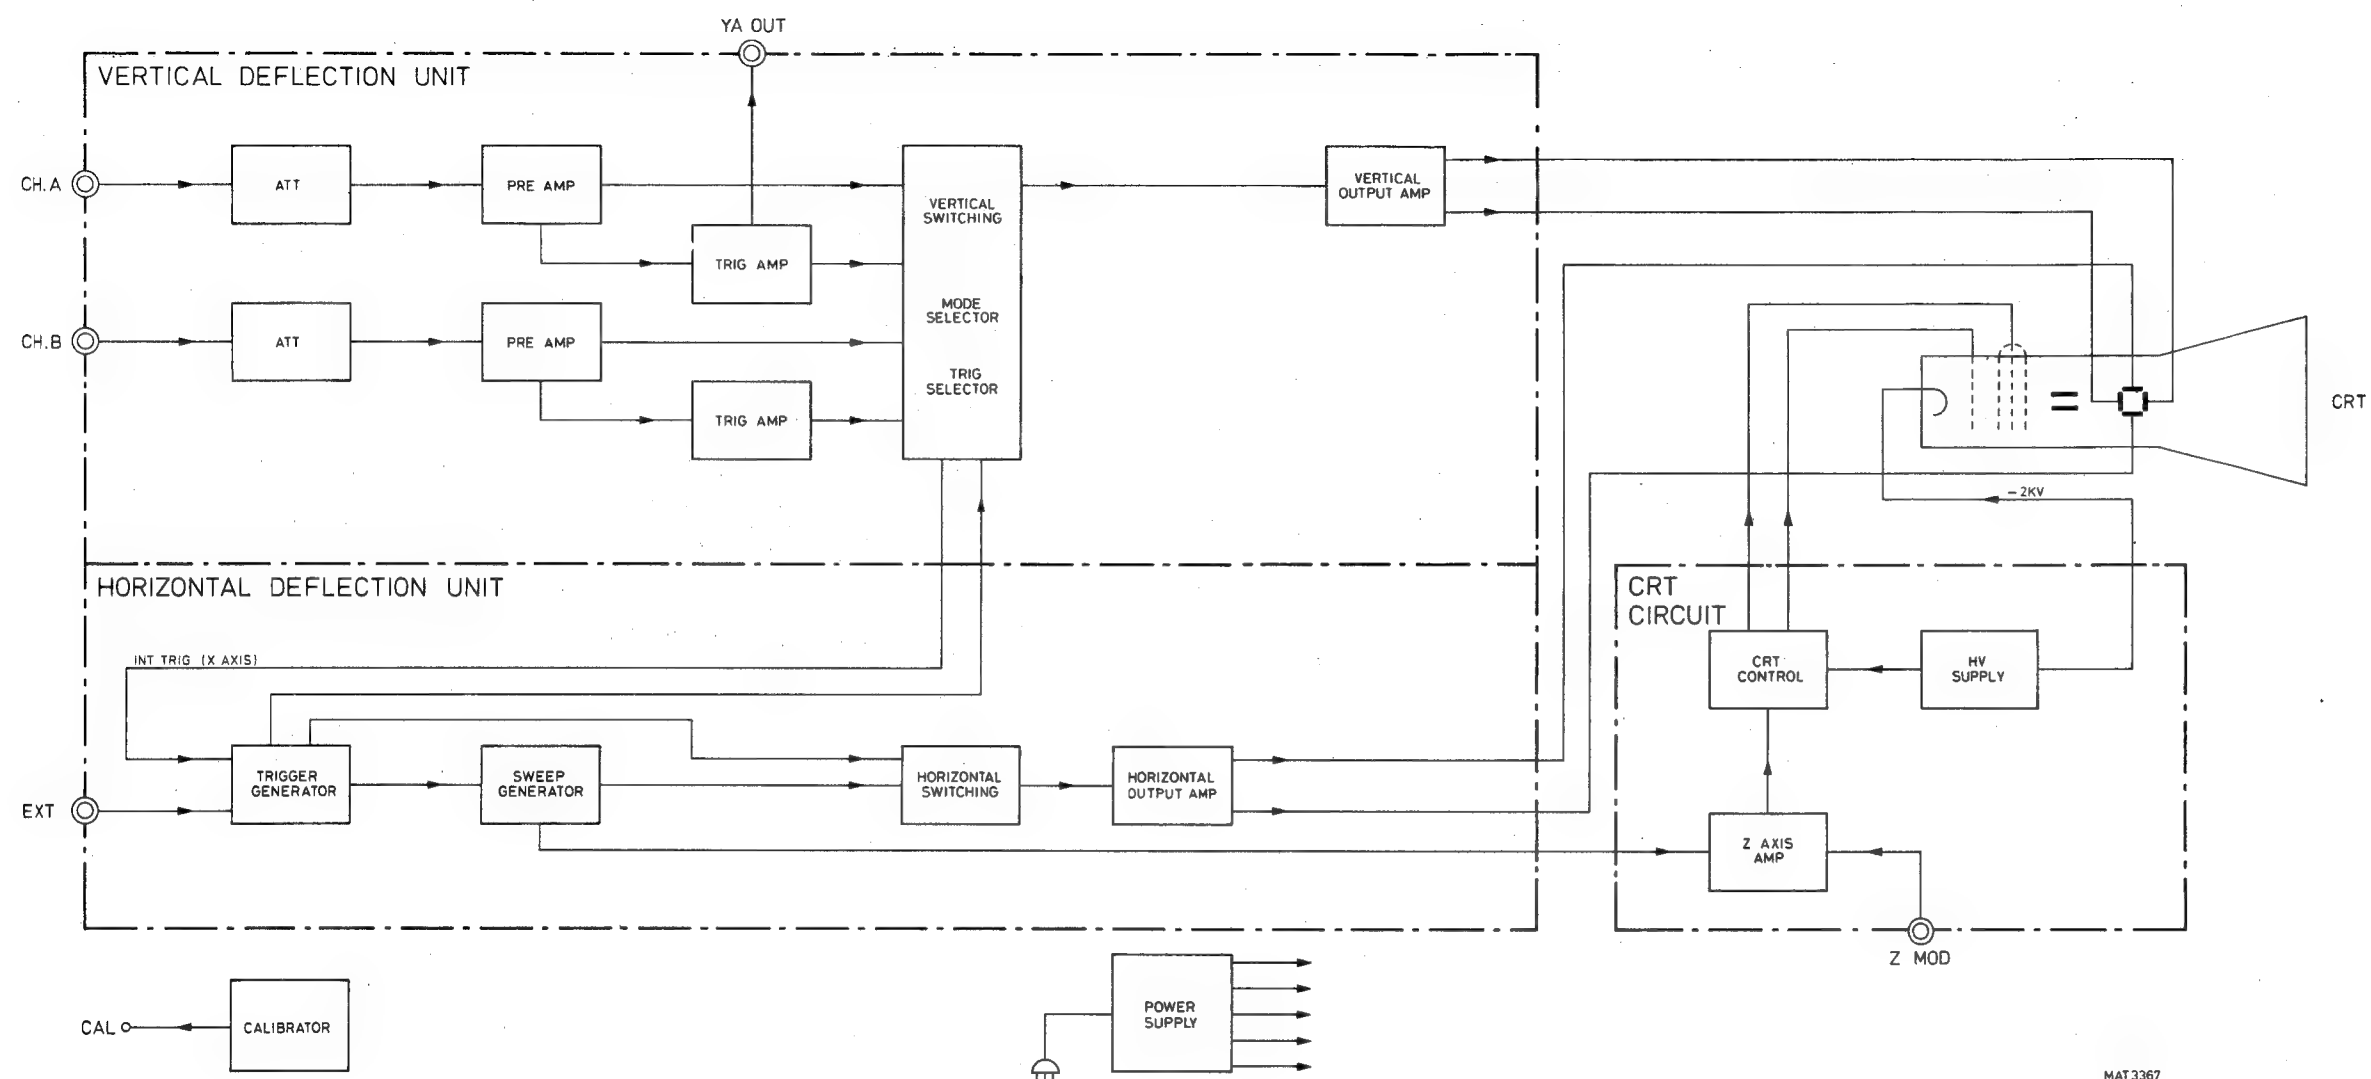 YA OUT
VERTICAL DEFLECTION UNIT
CH.A
ATT
PRE AMP
TRIG AMP
VERTICAL
SWITCHING
MODE
SELECTOR
TRIG
SELECTOR
VERTICAL
OUTPUT AMP
CH.B
ATT
PRE AMP
TRIG AMP
CRT
-2KV
HORIZONTAL DEFLECTION UNIT
INT TRIG (X AXIS)
EXT
TRIGGER
GENERATOR
SWEEP
GENERATOR
HORIZONTAL
SWITCHING
HORIZONTAL
OUTPUT AMP
CRT
CIRCUIT
CRT
CONTROL
HV
SUPPLY
Z AXIS
AMP
Z MOD
CAL
CALIBRATOR
POWER
SUPPLY
MAT3367